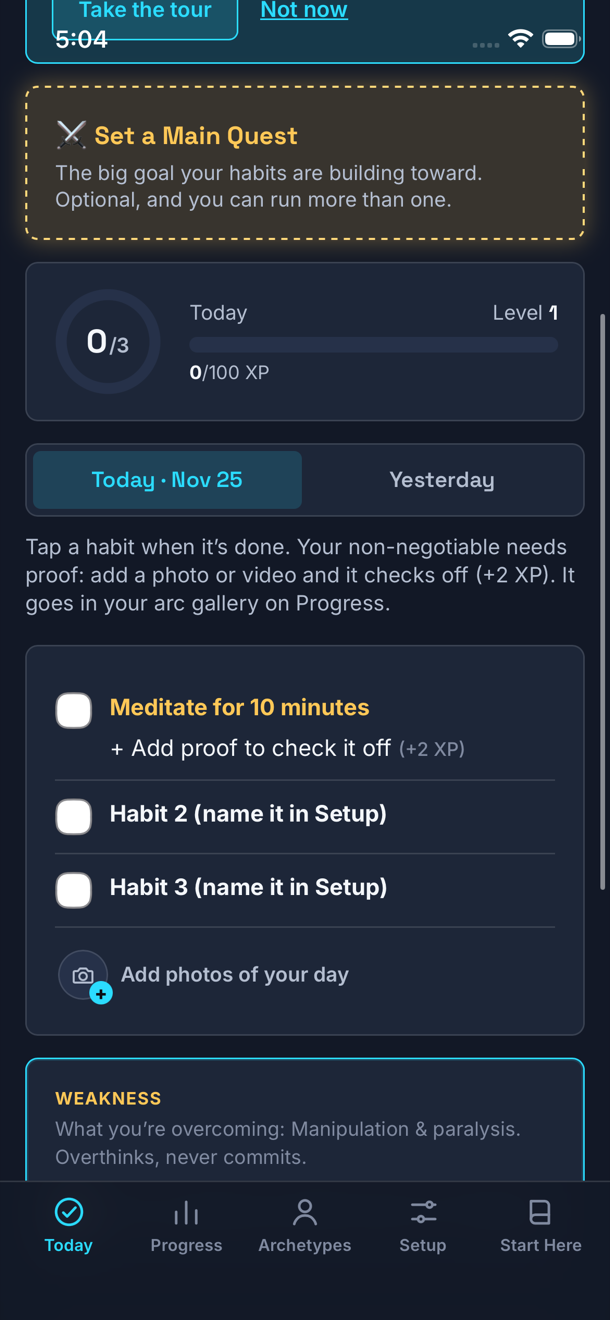 Take the tour
Not now
5:04
⚔️ Set a Main Quest
The big goal your habits are building toward.
Optional, and you can run more than one.
0/3
Today
Level 1
0/100 XP
Today · Nov 25
Yesterday
Tap a habit when it’s done. Your non-negotiable needs
proof: add a photo or video and it checks off (+2 XP). It
goes in your arc gallery on Progress.
Meditate for 10 minutes
+ Add proof to check it off (+2 XP)
Habit 2 (name it in Setup)
Habit 3 (name it in Setup)
Add photos of your day
WEAKNESS
What you’re overcoming: Manipulation & paralysis.
Overthinks, never commits.
Today
Progress
Archetypes
Setup
Start Here